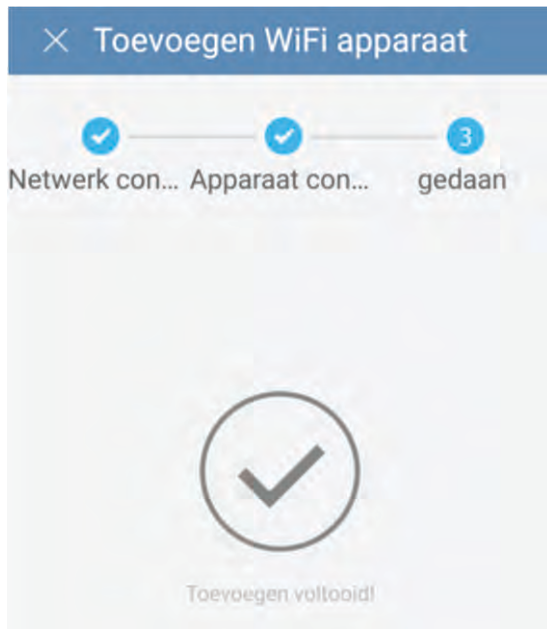 Toevoegen WiFi apparaat
3
Netwerk con... Apparaat con... gedaan
Toevoegen voltooid!